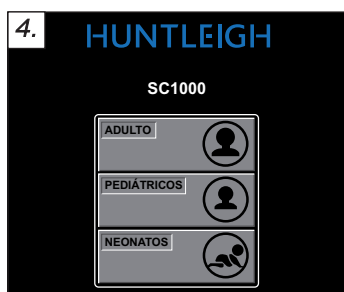 4.
HUNTLEIGH
SC1000
ADULTO
PEDIÁTRICOS
NEONATOS